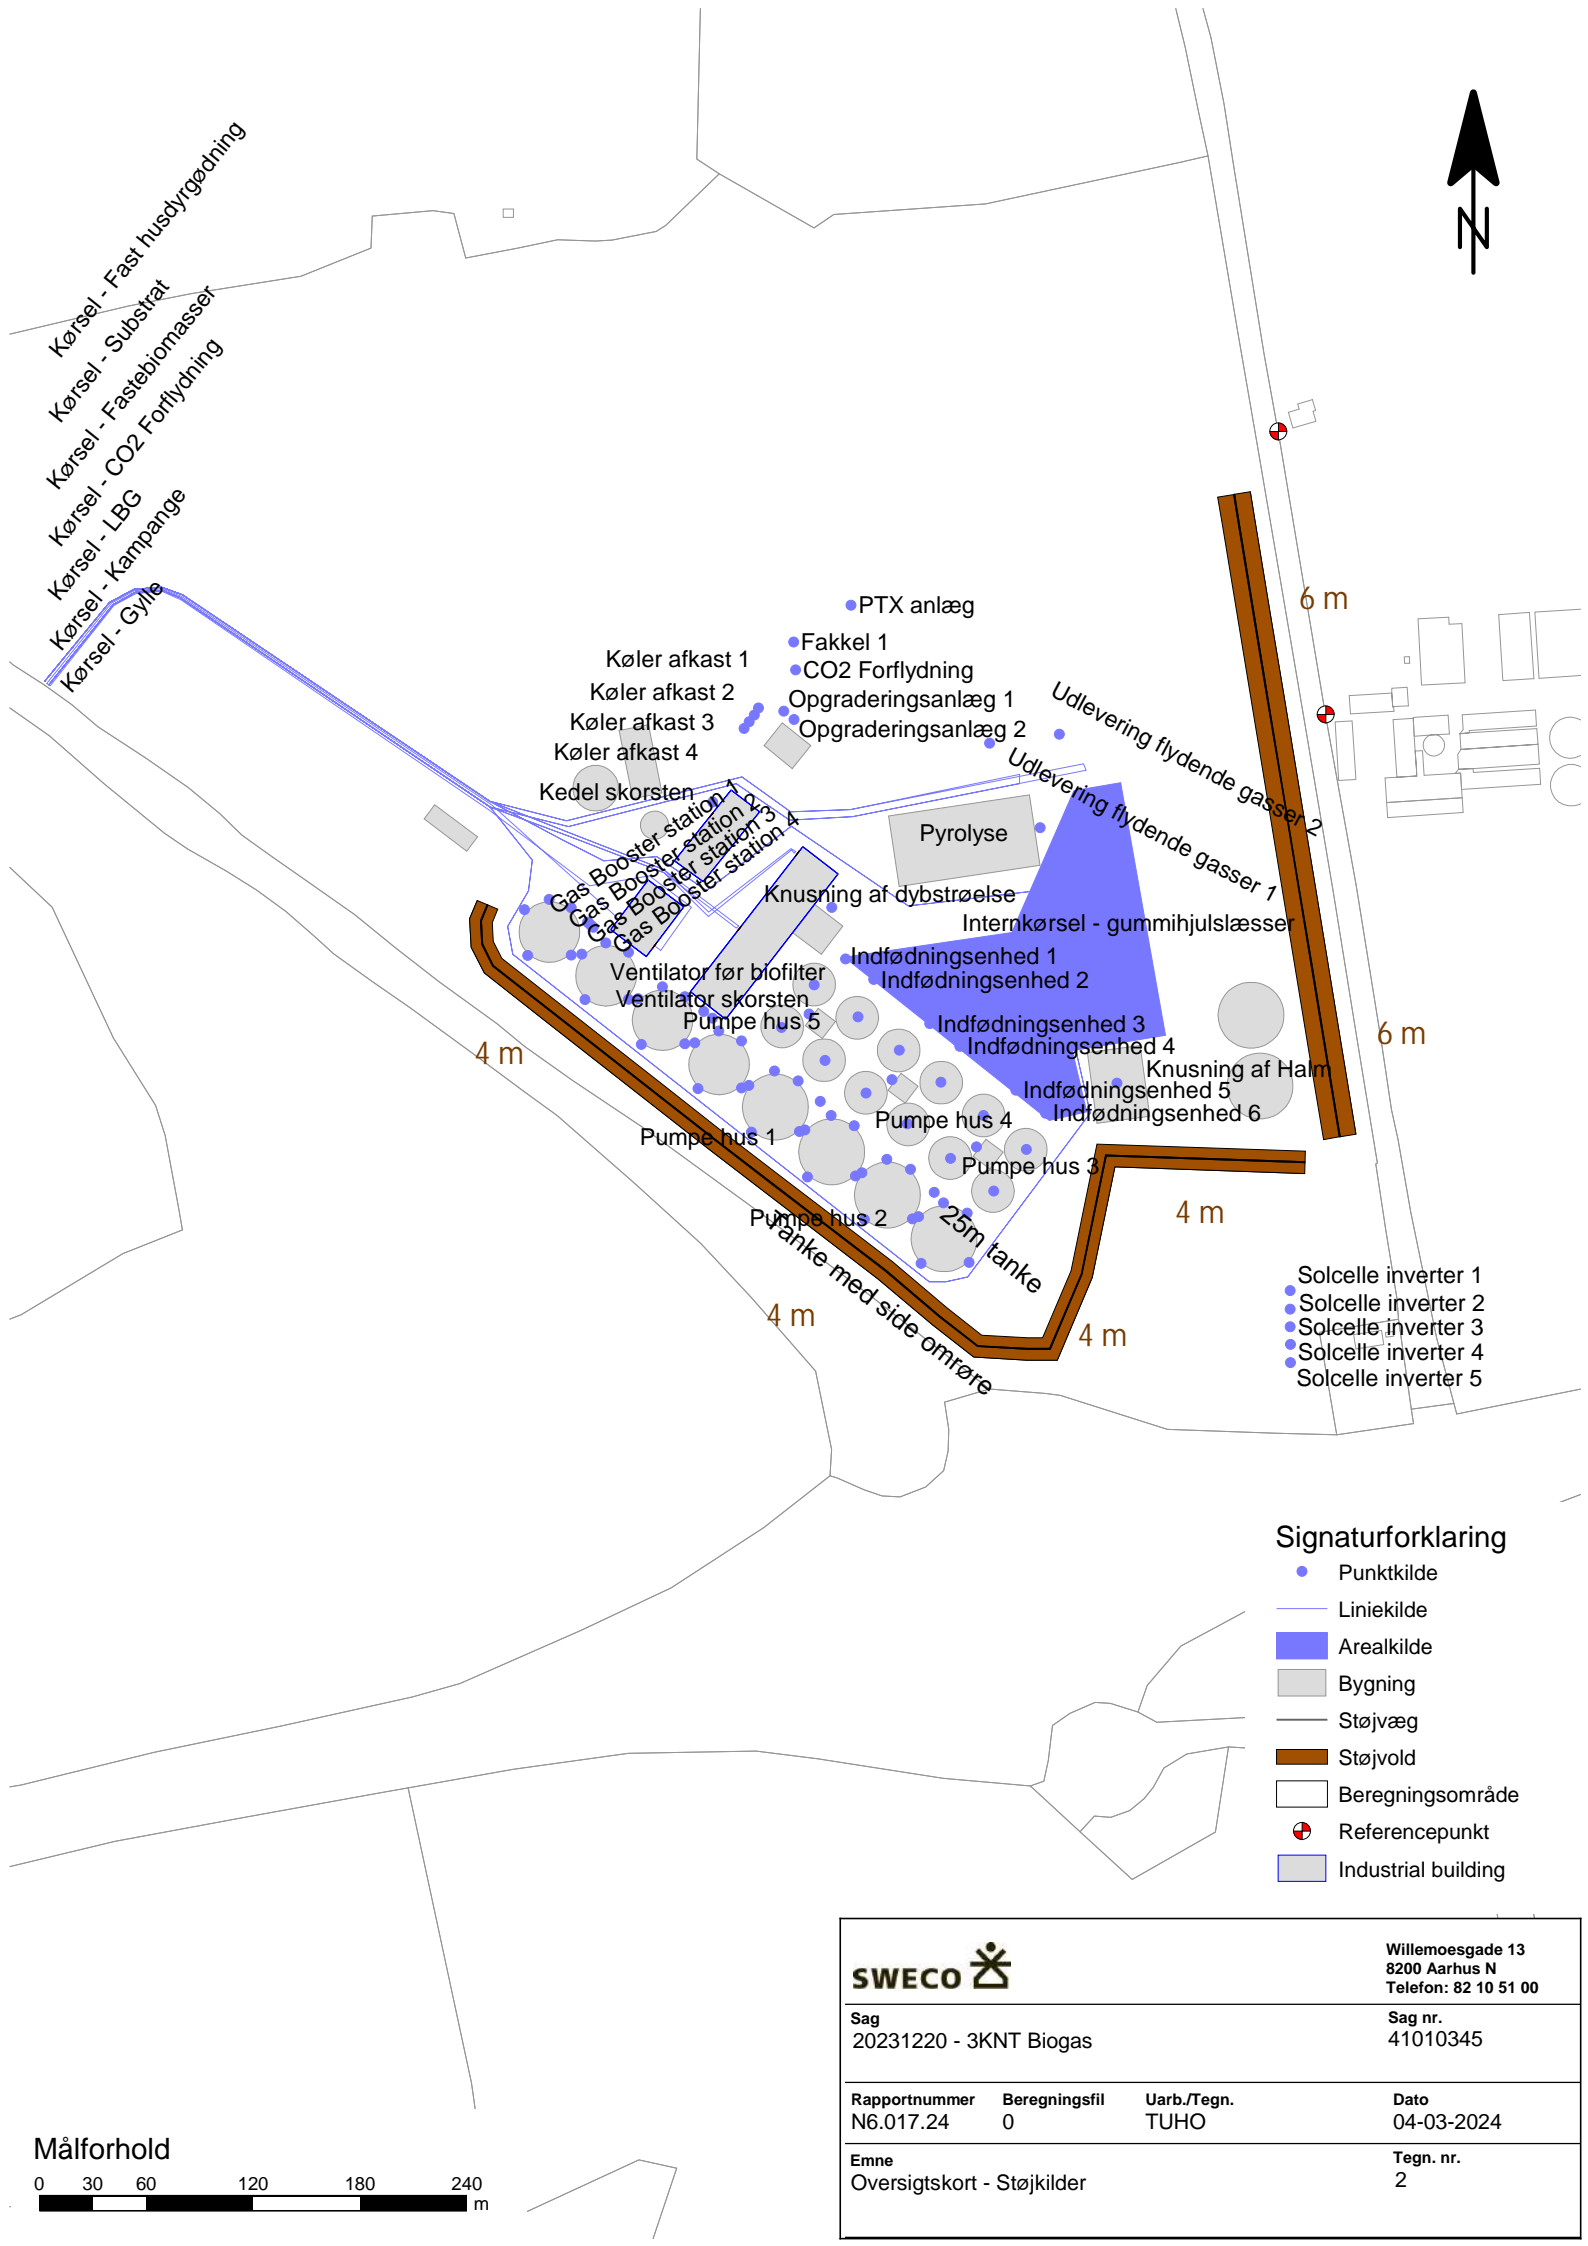 Kørsel - Fast husdyrgødning
Kørsel - Substrat
Kørsel - Fastebiomasser
Kørsel - CO2 Forflydning
Kørsel - LBG
Kørsel - Kampange
Kørsel - Gylle
N
6 m
PTX anlæg
Fakkel 1
Køler afkast 1
CO2 Forflydning
Køler afkast 2
Opgraderingsanlæg 1
Køler afkast 3
Opgraderingsanlæg 2
Køler afkast 4
Udlevering flydende gasser 2
Udlevering flydende gasser 1
Kedel skorsten
Gas Booster station 1
Gas Booster station 2
Gas Booster station 3
Gas Booster station 4
Pyrolyse
Knusning af dybstrøelse
Internkørsel - gummihjulslæsser
Indfødningsenhed 1
Ventilator før biofilter
Indfødningsenhed 2
Ventilator skorsten
Pumpe hus 5
Indfødningsenhed 3
6 m
4 m
Indfødningsenhed 4
Knusning af Halm
Indfødningsenhed 5
Indfødningsenhed 6
Pumpe hus 4
Pumpe hus 1
Pumpe hus 3
Pumpe hus 2
4 m
25m tanke
Tanke med side omrøre
4 m
4 m
Solcelle inverter 1
Solcelle inverter 2
Solcelle inverter 3
Solcelle inverter 4
Solcelle inverter 5
Signaturforklaring
Punktkilde
Liniekilde
Arealkilde
Bygning
Støjvæg
Støjvold
Beregningsområde
Referencepunkt
Industrial building
SWECO
Willemoesgade 13
8200 Aarhus N
Telefon: 82 10 51 00
Sag
20231220 - 3KNT Biogas
Sag nr.
41010345
Rapportnummer Beregningsfil Uarb./Tegn. Dato
N6.017.24 0 TUHO 04-03-2024
Emne
Oversigtskort - Støjkilder
Tegn. nr.
2
Målforhold
0 30 60 120 180 240
m